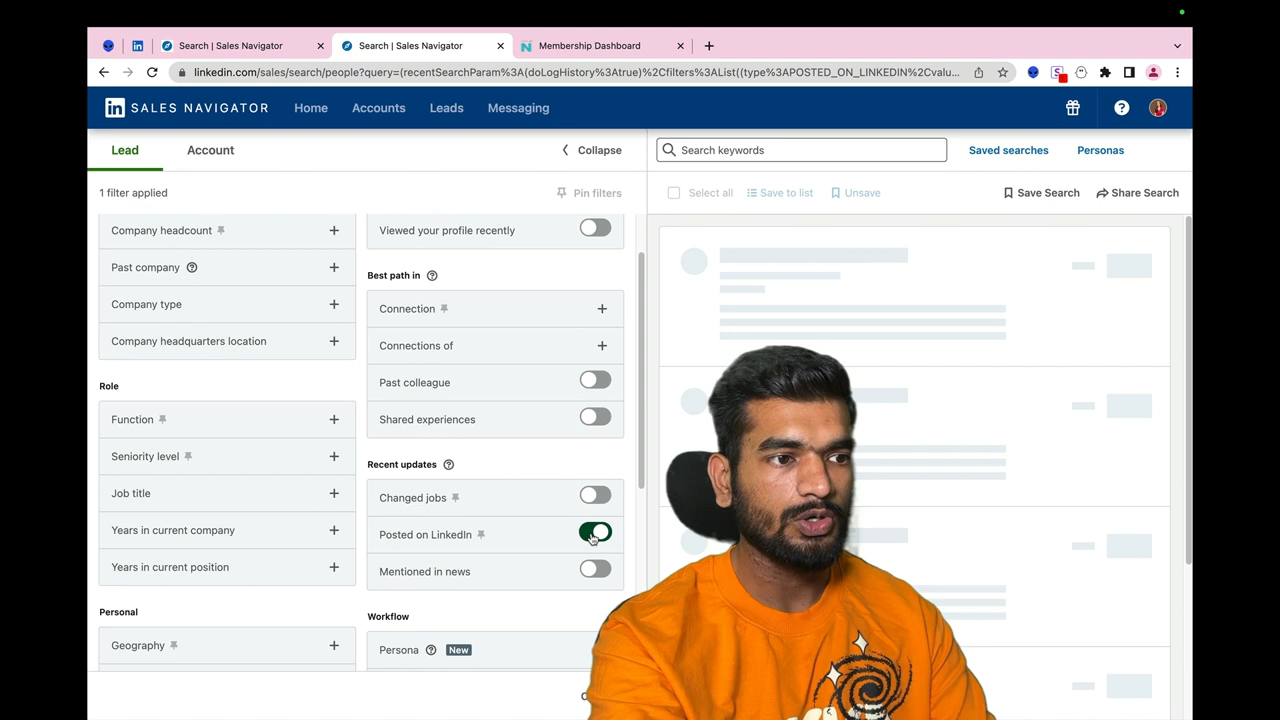 Search | Sales Navigator
Search | Sales Navigator
Membership Dashboard
linkedin.com/sales/search/people?query=(recentSearchParam%3A(doLogHistory%3Atrue)%2Cfilters%3AList((type%3APOSTED_ON_LINKEDIN%2Cvalu...
in SALES NAVIGATOR
Home
Accounts
Leads
Messaging
Lead
Account
Collapse
Search keywords
Saved searches
Personas
1 filter applied
Pin filters
Select all
Save to list
Unsave
Save Search
Share Search
Company headcount
Past company
Company type
Company headquarters location
Role
Function
Seniority level
Job title
Years in current company
Years in current position
Personal
Geography
Viewed your profile recently
Best path in
Connection
Connections of
Past colleague
Shared experiences
Recent updates
Changed jobs
Posted on LinkedIn
Mentioned in news
Workflow
Persona
New